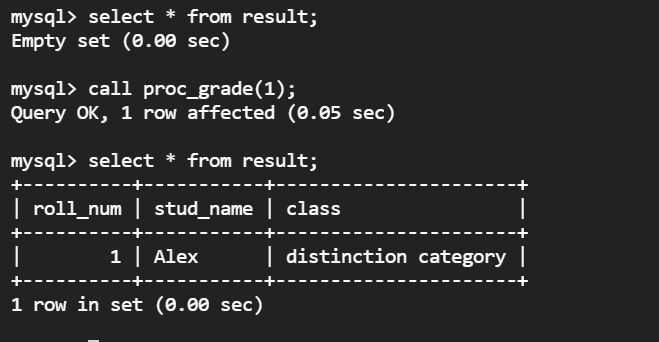 mysql> select * from result;
Empty set (0.00 sec)
mysql> call proc_grade(1);
Query OK, 1 row affected (0.05 sec)
mysql> select * from result;
+----------+-----------+----------------------+
| roll_num | stud_name | class                |
+----------+-----------+----------------------+
|        1 | Alex      | distinction category |
+----------+-----------+----------------------+
1 row in set (0.00 sec)